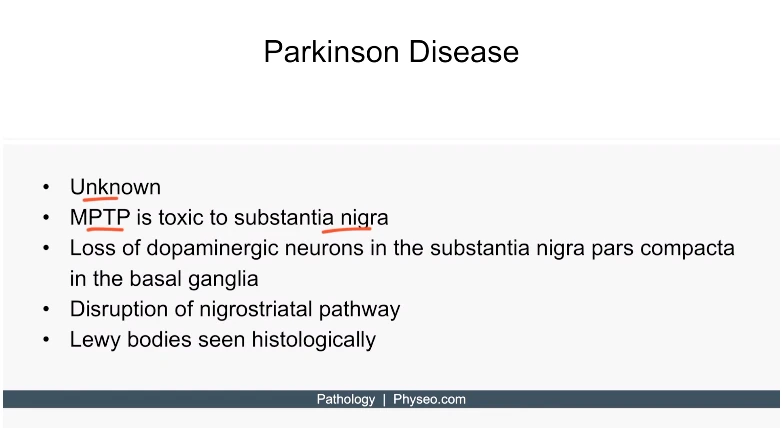 Parkinson Disease
• Unknown
• MPTP is toxic to substantia nigra
• Loss of dopaminergic neurons in the substantia nigra pars compacta
in the basal ganglia
• Disruption of nigrostriatal pathway
• Lewy bodies seen histologically
Pathology | Physeo.com